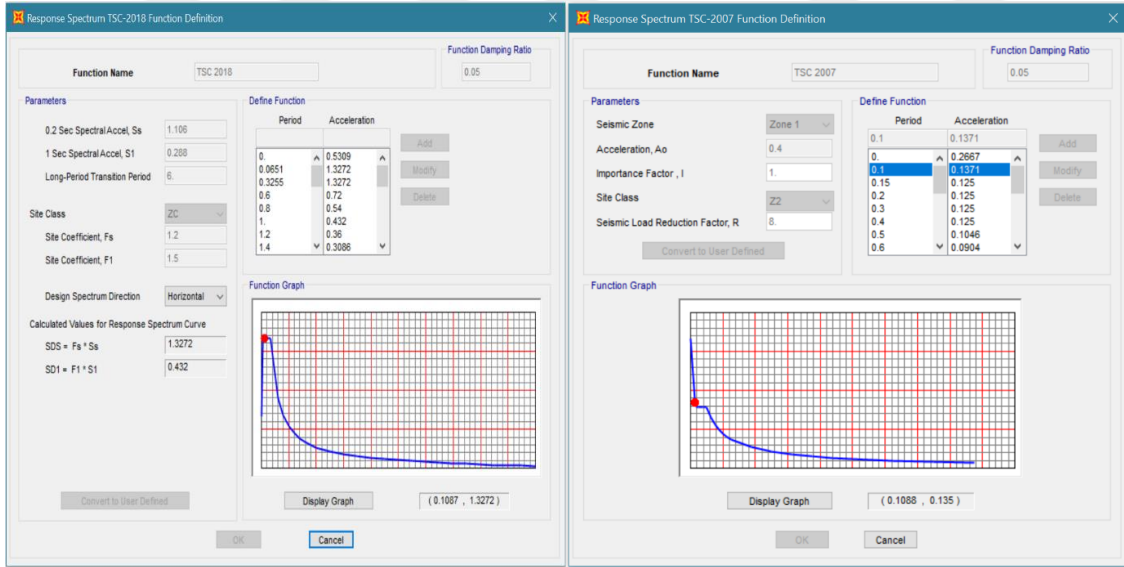 Response Spectrum TSC-2018 Function Definition
Function Damping Ratio
Function Name TSC 2018 0.05
Parameters
0.2 Sec Spectral Accel, Ss 1.106
1 Sec Spectral Accel, S1 0.288
Long-Period Transition Period 6.
Site Class ZC
Site Coefficient, Fs 1.2
Site Coefficient, F1 1.5
Design Spectrum Direction Horizontal
Calculated Values for Response Spectrum Curve
SDS = Fs * Ss 1.3272
SD1 = F1 * S1 0.432
Convert to User Defined
Define Function
Period Acceleration
0. 0.5309
0.0651 1.3272
0.3255 1.3272
0.6 0.72
0.8 0.54
1. 0.432
1.2 0.36
1.4 0.3086
Add
Modify
Delete
Function Graph
Display Graph (0.1087 , 1.3272)
OK Cancel
Response Spectrum TSC-2007 Function Definition
Function Damping Ratio
Function Name TSC 2007 0.05
Parameters
Seismic Zone Zone 1
Acceleration, Ao 0.4
Importance Factor , I 1.
Site Class Z2
Seismic Load Reduction Factor, R 8.
Convert to User Defined
Define Function
Period Acceleration
0.1 0.1371
0. 0.2667
0.1 0.1371
0.15 0.125
0.2 0.125
0.3 0.125
0.4 0.125
0.5 0.1046
0.6 0.0904
Add
Modify
Delete
Function Graph
Display Graph (0.1088 , 0.135)
OK Cancel